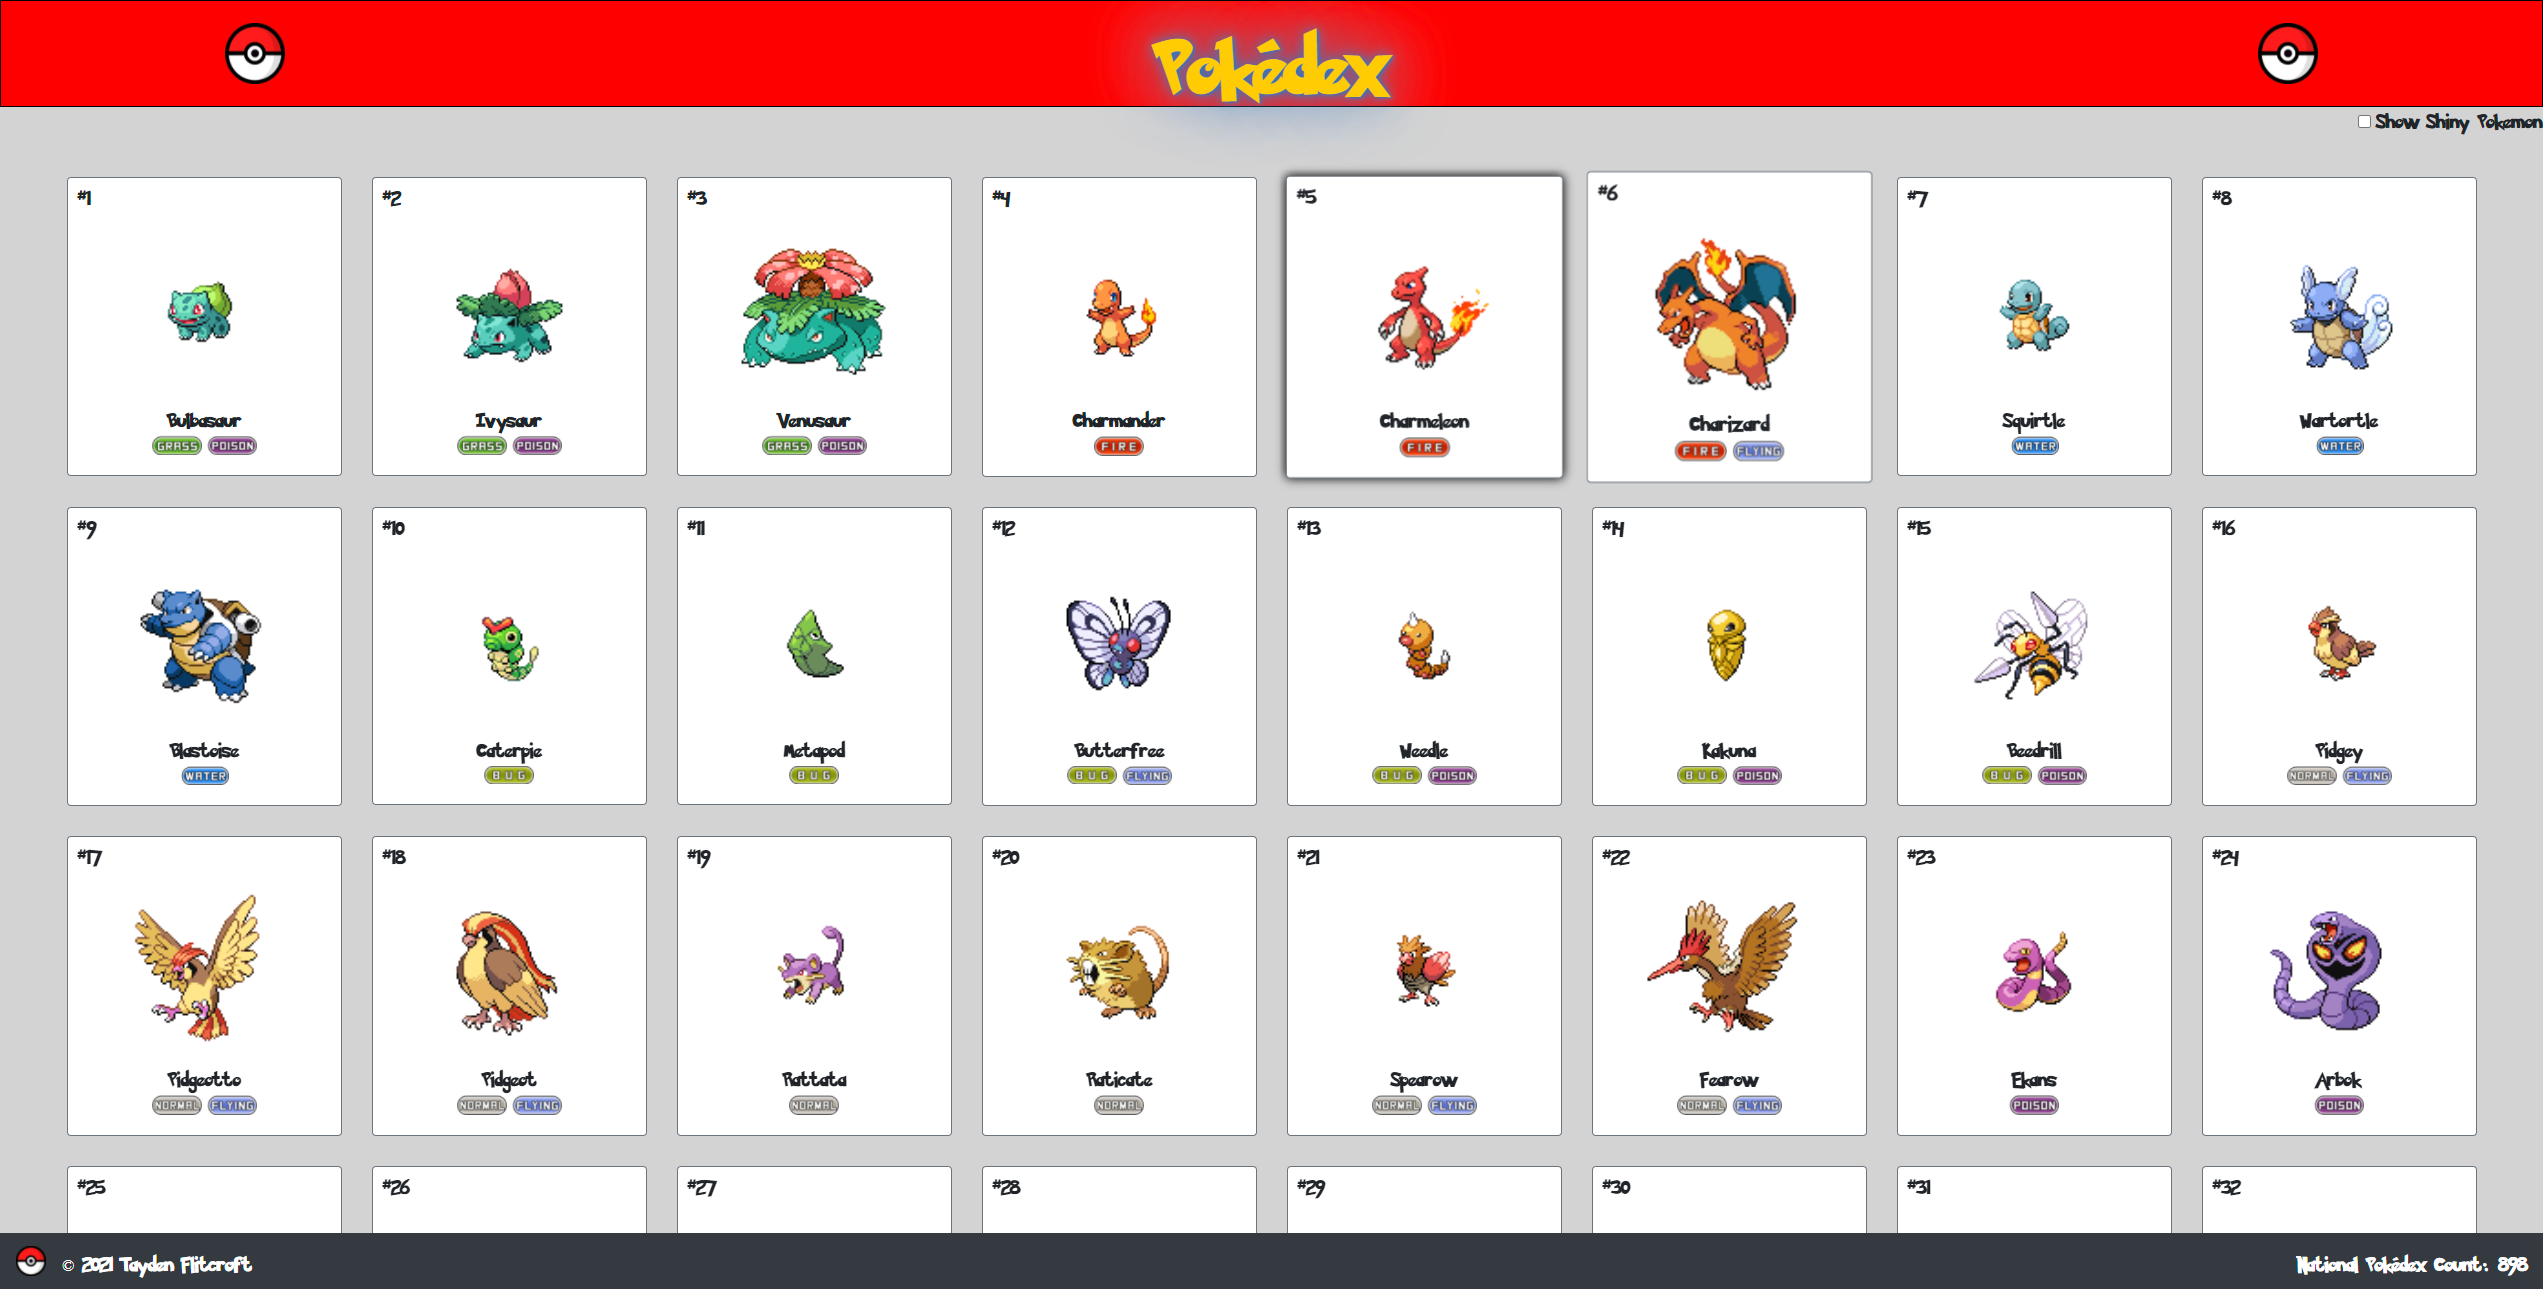 Pokédex
Show Shiny Pokemon
#1 #2 #3 #4 #5 #6 #7 #8
Bulbasaur Ivysaur Venusaur Charmander Charmeleon Charizard Squirtle Wartortle
GRASS POISON GRASS POISON GRASS POISON FIRE FIRE FIRE FLYING WATER WATER
#9 #10 #11 #12 #13 #14 #15 #16
Blastoise Caterpie Metapod Butterfree Weedle Kakuna Beedrill Pidgey
WATER BUG BUG BUG FLYING BUG POISON BUG POISON BUG POISON NORMAL FLYING
#17 #18 #19 #20 #21 #22 #23 #24
Pidgeotto Pidgeot Rattata Raticate Spearow Fearow Ekans Arbok
NORMAL FLYING NORMAL FLYING NORMAL NORMAL NORMAL FLYING NORMAL FLYING POISON POISON
#25 #26 #27 #28 #29 #30 #31 #32
© 2021 Tayden Flitcroft National Pokédex Count: 898